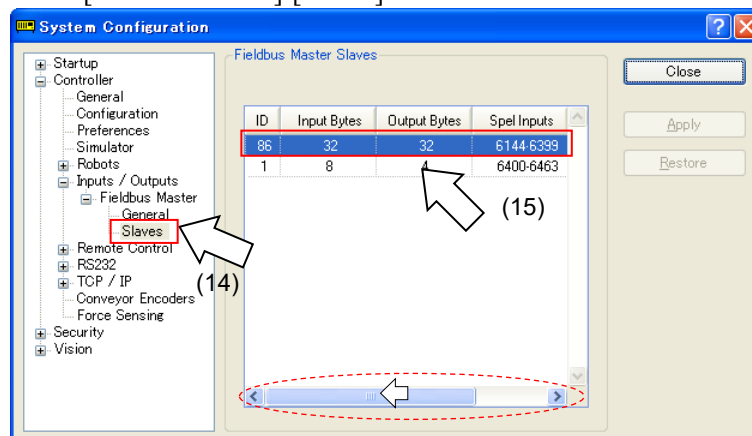 System Configuration
Startup
Controller
General
Configuration
Preferences
Simulator
Robots
Inputs / Outputs
Fieldbus Master
General
Slaves
Remote Control
RS232
TCP / IP
Conveyor Encoders
Force Sensing
Security
Vision
(14)
Fieldbus Master Slaves
ID Input Bytes Output Bytes Spel Inputs
86 32 32 6144-6399
1 8 4 6400-6463
(15)
Close
Apply
Restore